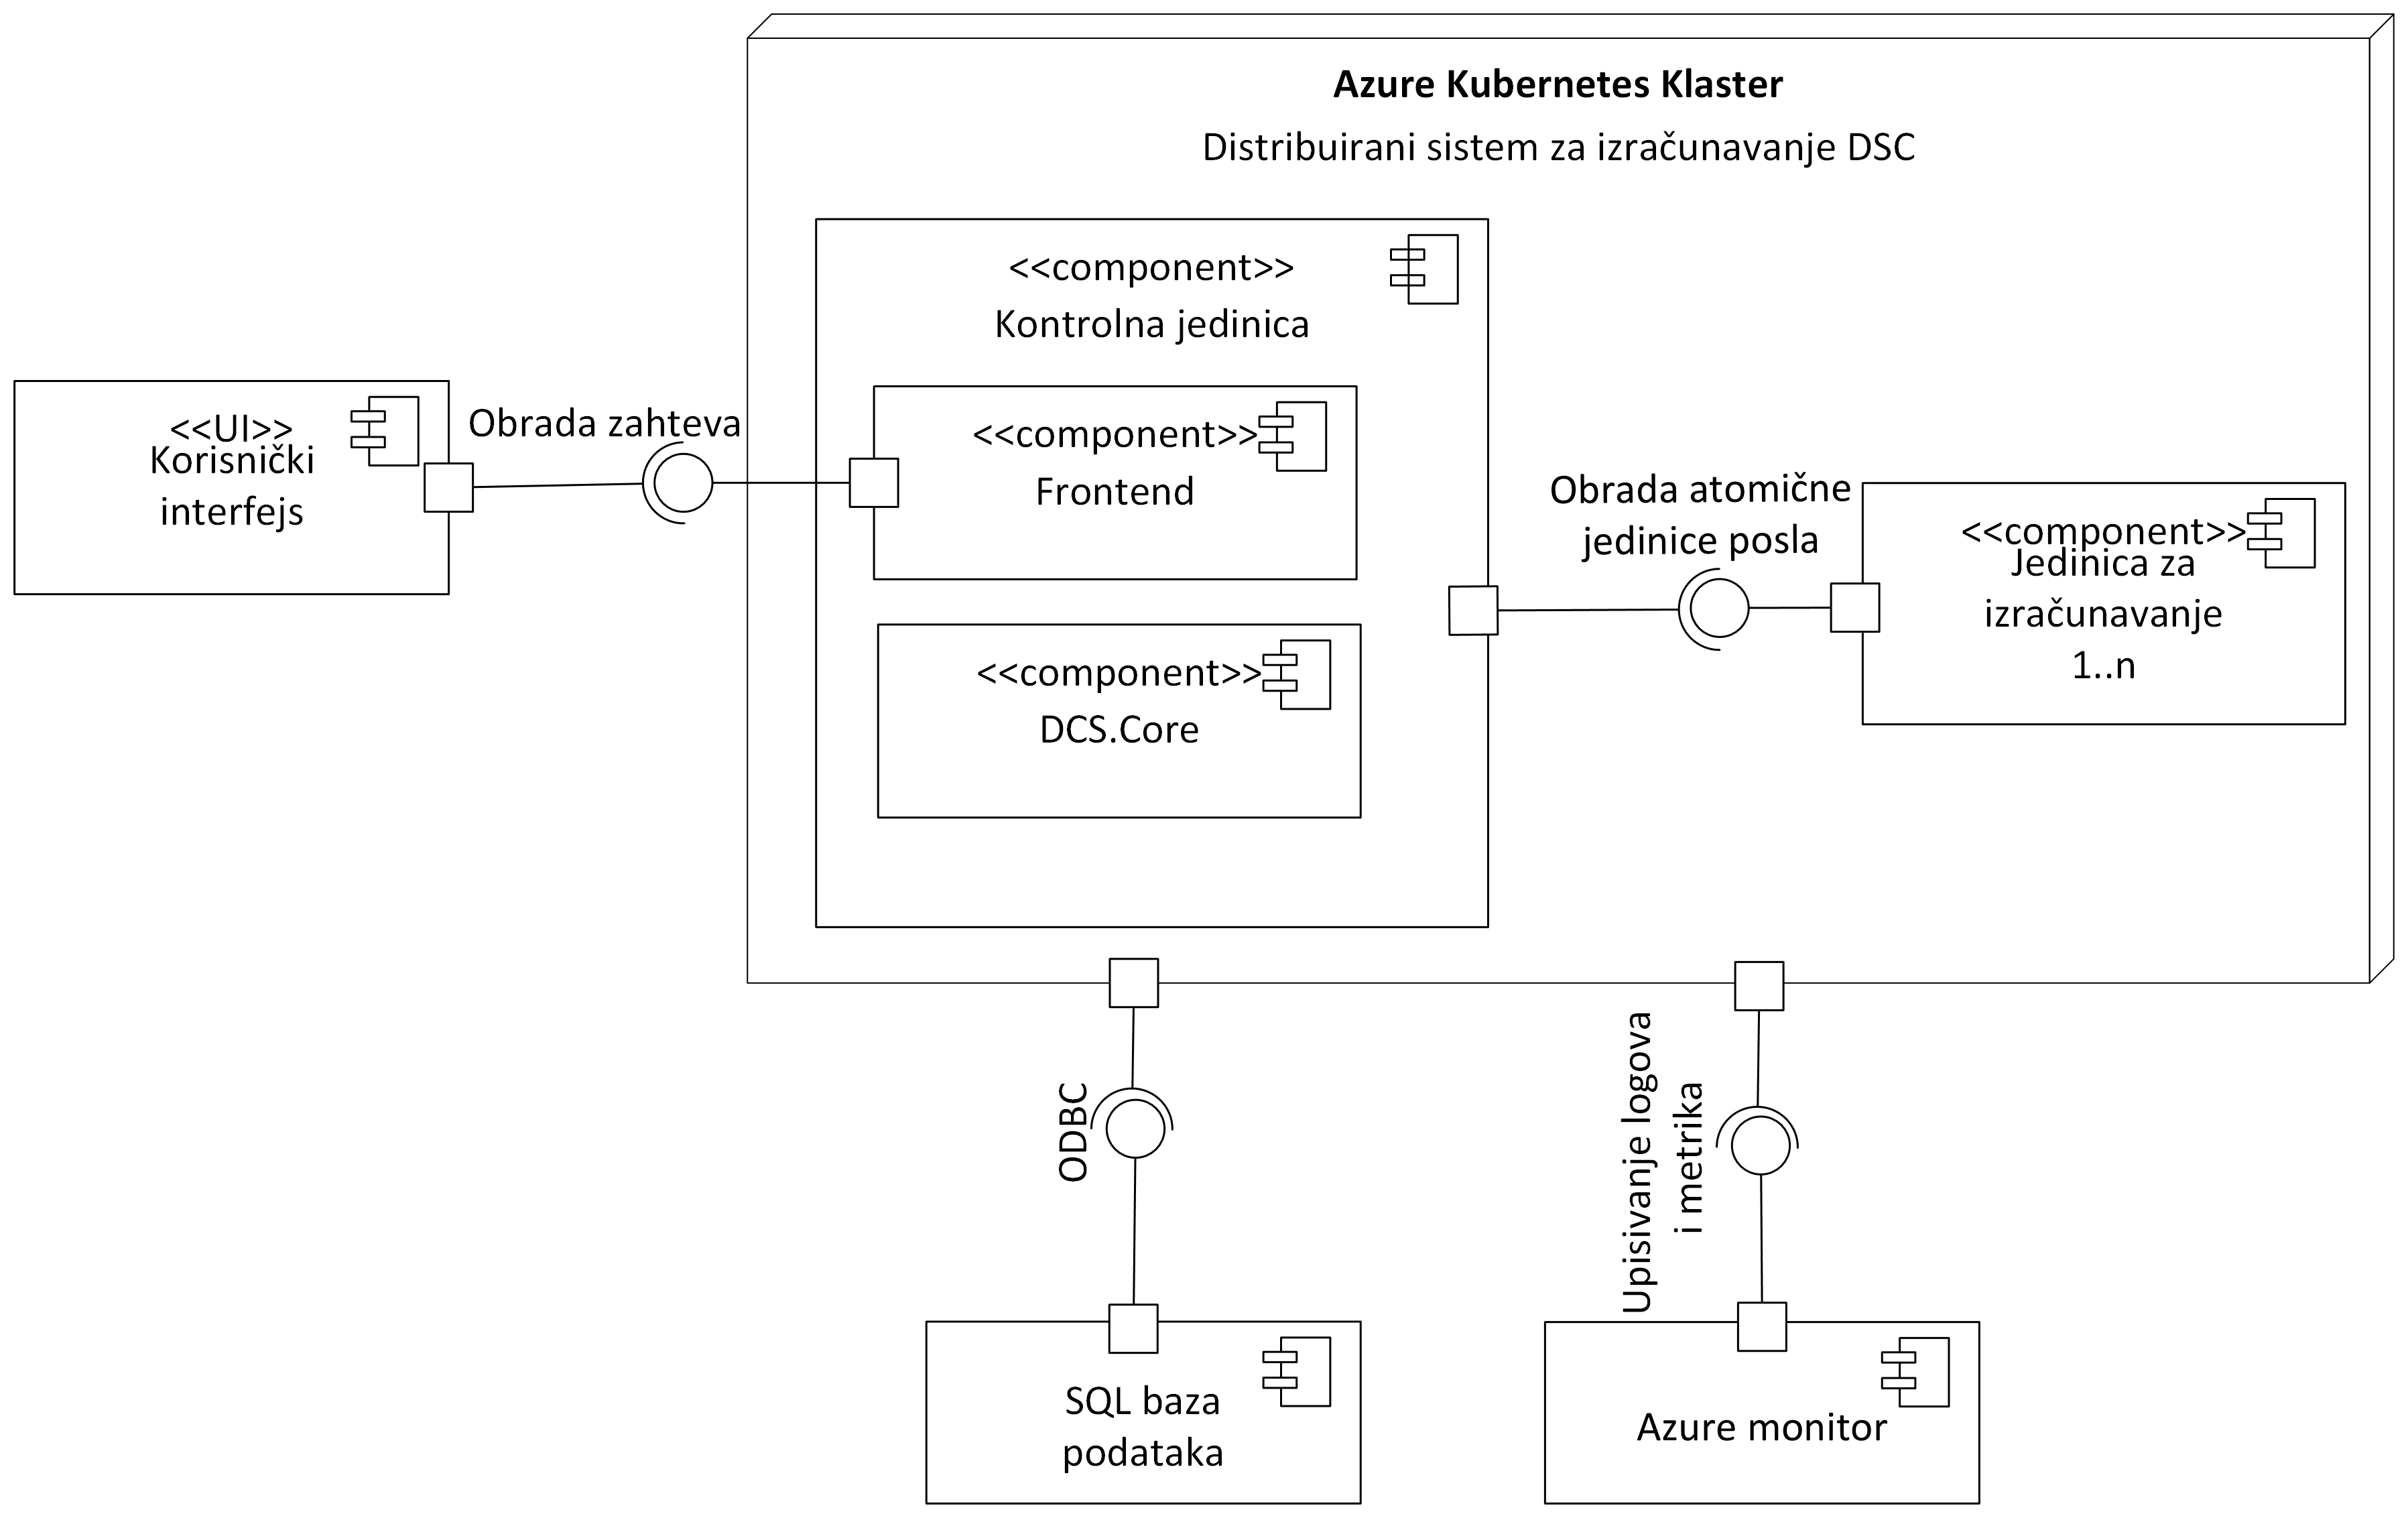 Azure Kubernetes Klaster
Distribuirani sistem za izračunavanje DSC
<<component>>
Kontrolna jedinica
<<UI>>
Korisnički
interfejs
Obrada zahteva
<<component>>
Frontend
Obrada atomične
jedinice posla
<<component>>
Jedinica za
izračunavanje
1..n
<<component>>
DCS.Core
ODBC
Upisivanje logova
i metrika
SQL baza
podataka
Azure monitor